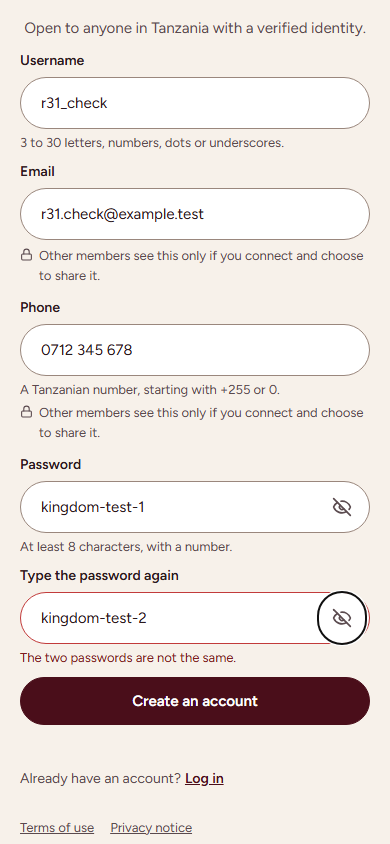 Open to anyone in Tanzania with a verified identity.
Username
r31_check
3 to 30 letters, numbers, dots or underscores.
Email
r31.check@example.test
Other members see this only if you connect and choose
to share it.
Phone
0712 345 678
A Tanzanian number, starting with +255 or 0.
Other members see this only if you connect and choose
to share it.
Password
kingdom-test-1
At least 8 characters, with a number.
Type the password again
kingdom-test-2
The two passwords are not the same.
Create an account
Already have an account? Log in
Terms of use Privacy notice